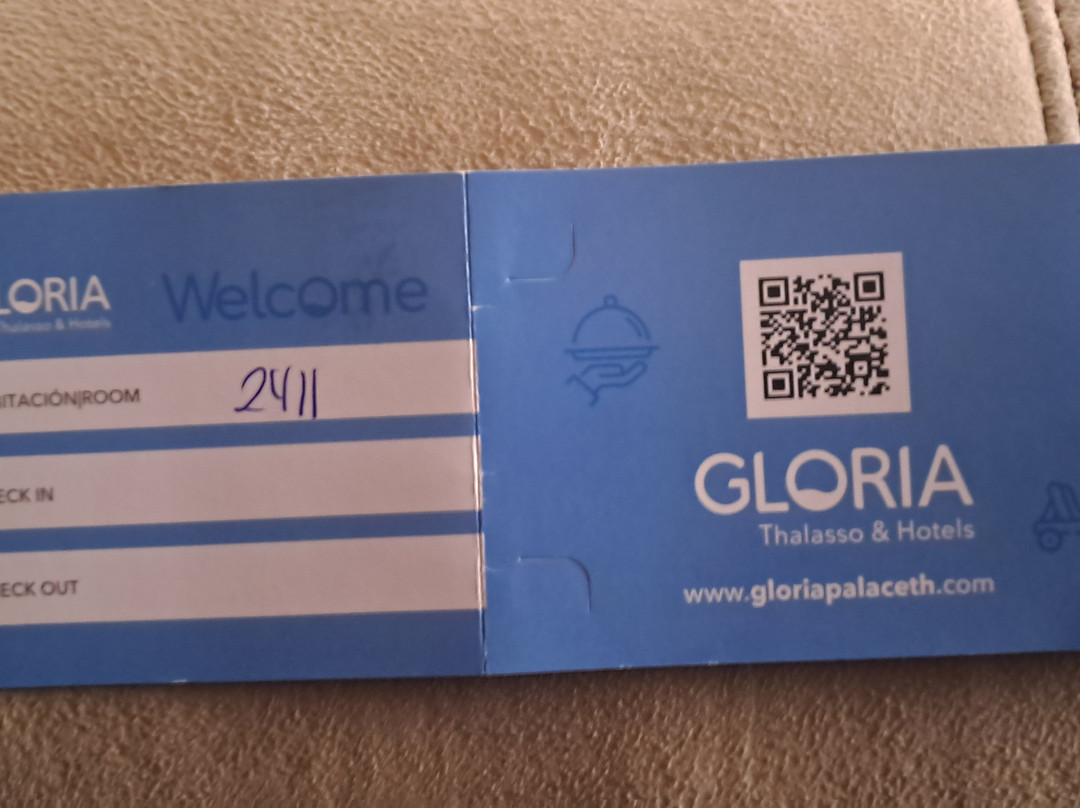 LORIA
Thalasso & Hotels
Welcome
ITACIÓN|ROOM
2411
ECK IN
ECK OUT
GLORIA
Thalasso & Hotels
www.gloriapalaceth.com